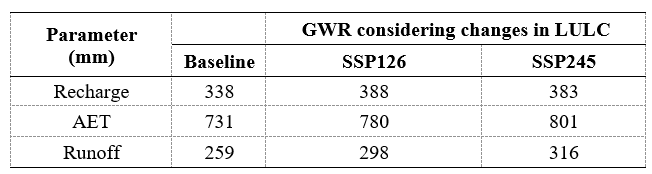 Parameter (mm) GWR considering changes in LULC
Baseline SSP126 SSP245
Recharge 338 388 383
AET 731 780 801
Runoff 259 298 316